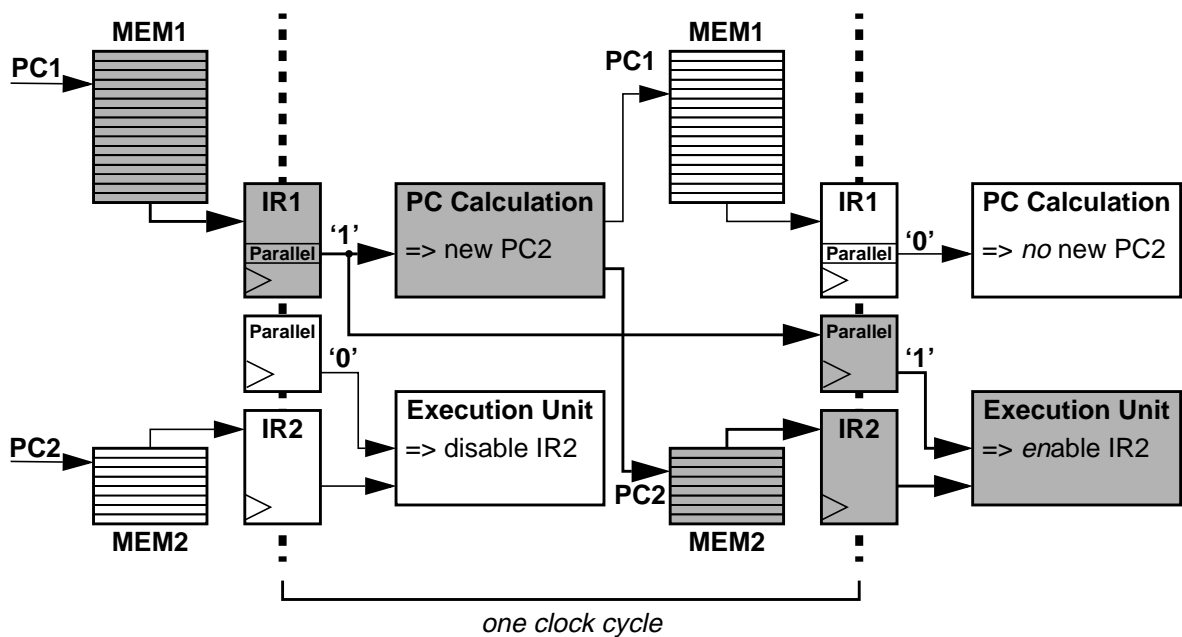 MEM1
MEM1
PC1
PC1
IR1
PC Calculation
IR1
PC Calculation
‘1’
‘0’
Parallel
=> new PC2
Parallel
=> no new PC2
Parallel
Parallel
‘0’
‘1’
Execution Unit
Execution Unit
IR2
IR2
PC2
=> disable IR2
=> enable IR2
PC2
MEM2
MEM2
one clock cycle